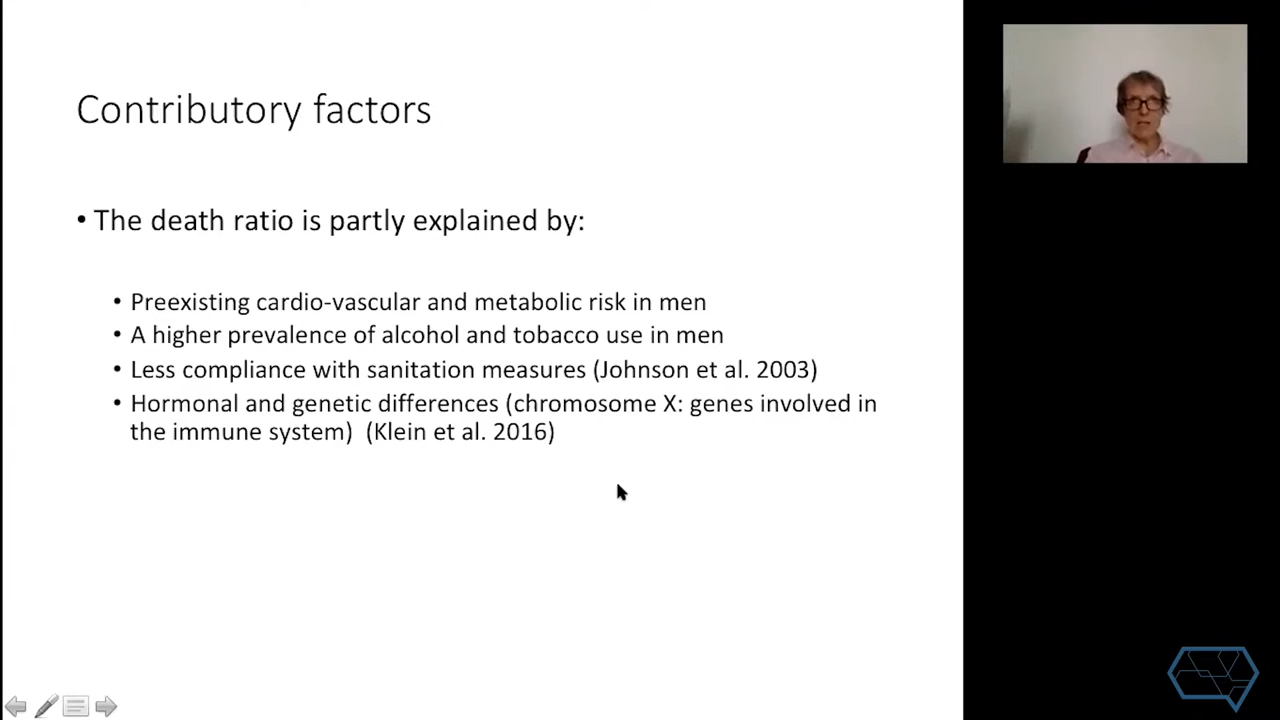 Contributory factors
• The death ratio is partly explained by:
• Preexisting cardio-vascular and metabolic risk in men
• A higher prevalence of alcohol and tobacco use in men
• Less compliance with sanitation measures (Johnson et al. 2003)
• Hormonal and genetic differences (chromosome X: genes involved in
the immune system)  (Klein et al. 2016)